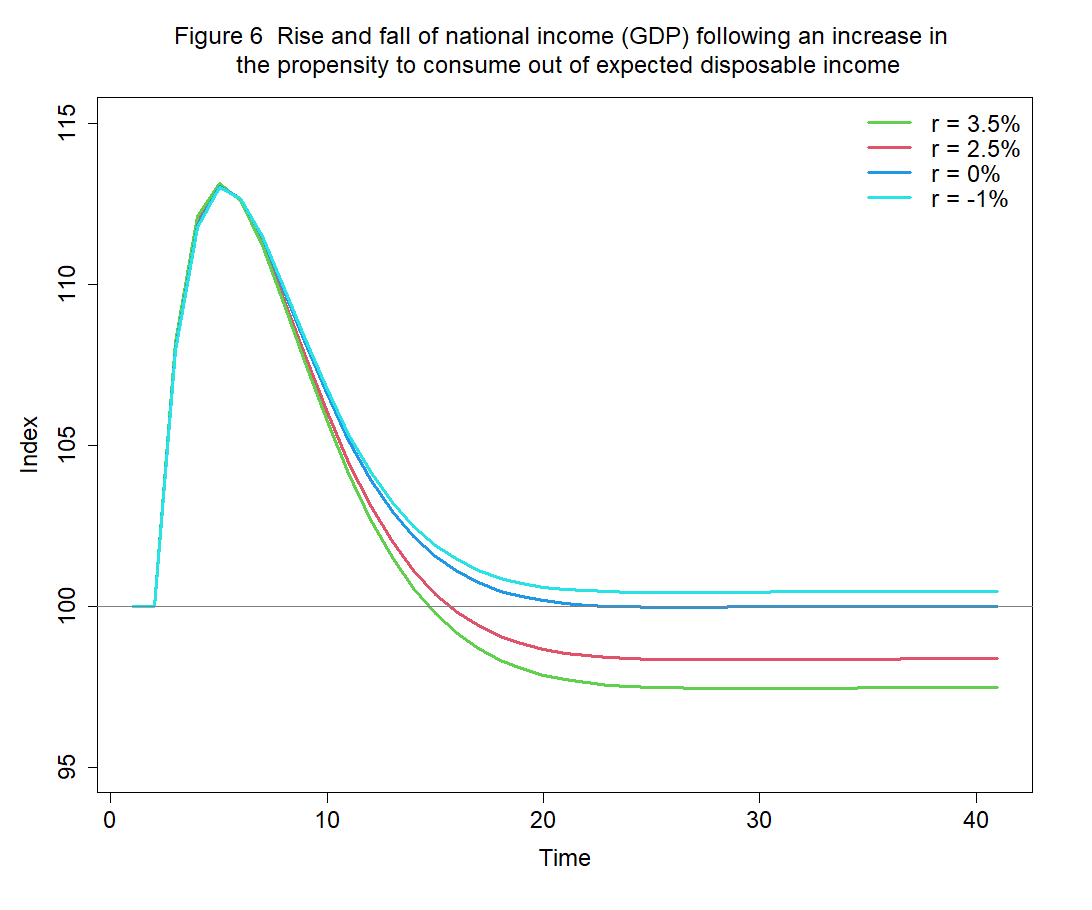 Figure 6  Rise and fall of national income (GDP) following an increase in
the propensity to consume out of expected disposable income
r = 3.5%
r = 2.5%
r = 0%
r = -1%
115
110
105
100
95
Index
0 10 20 30 40
Time